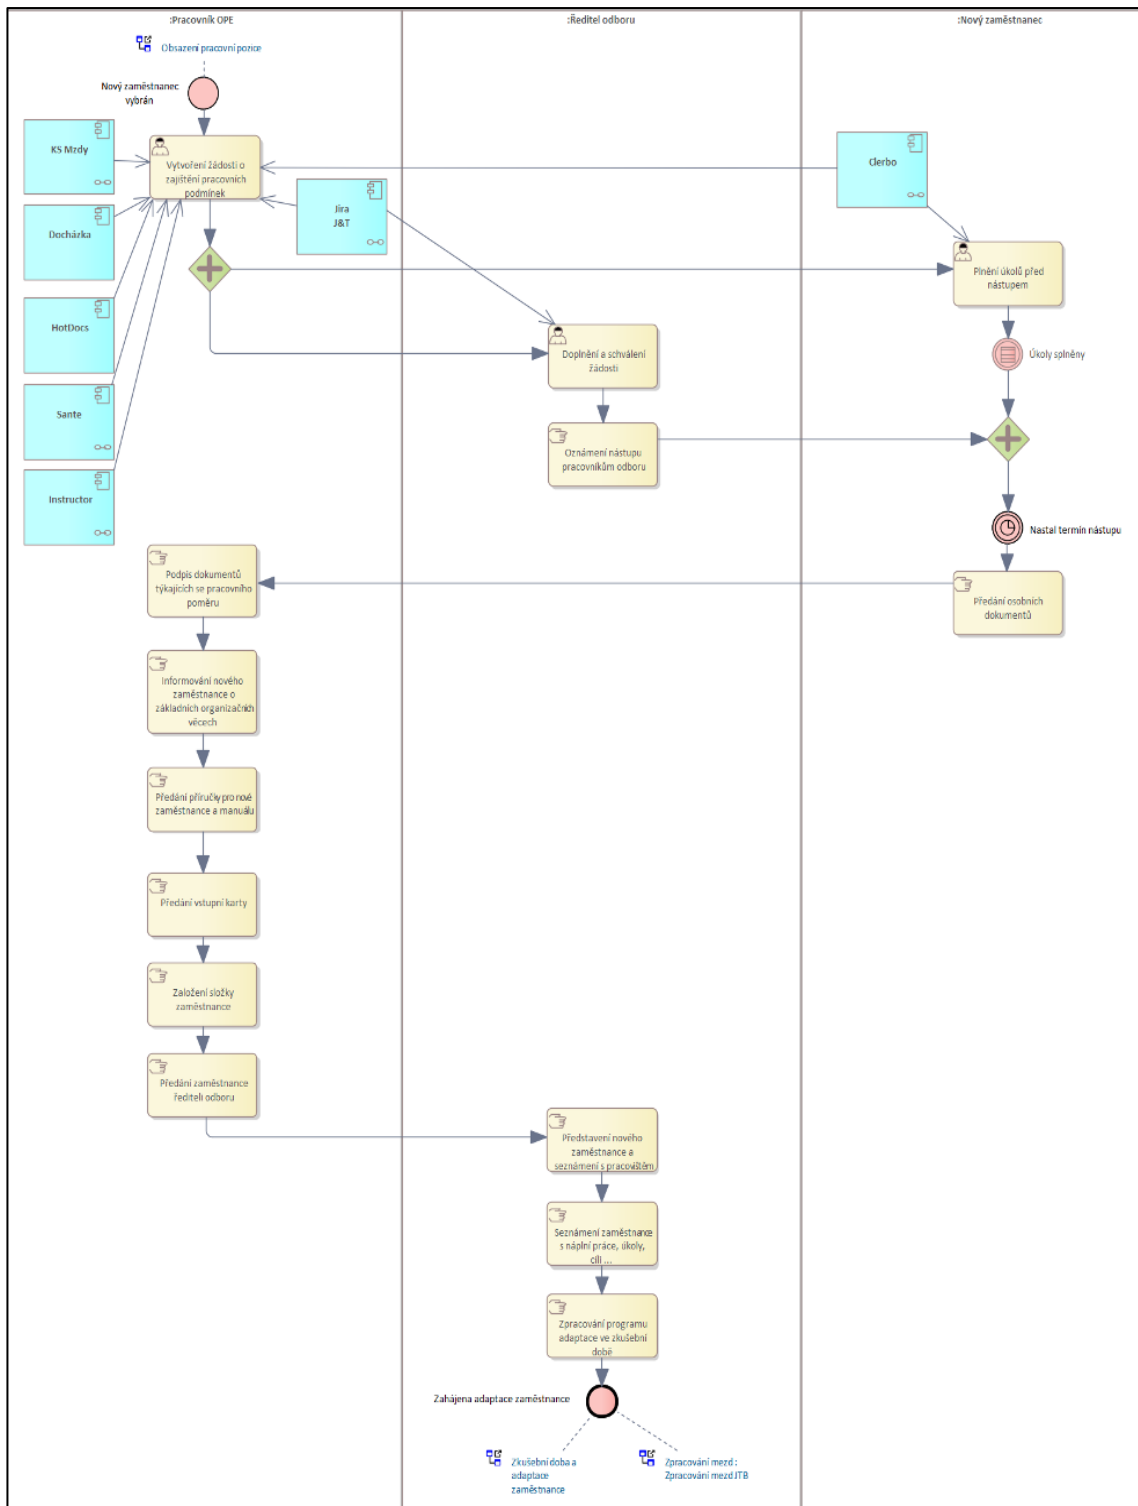 :Pracovník OPE
:Ředitel odboru
:Nový zaměstnanec
Obsazení pracovní pozice
Nový zaměstnanec
vybrán
KS Mzdy
Vytvoření žádosti o
zajištění pracovních
podmínek
Clerbo
Jira
J&T
Docházka
Plnění úkolů před
nástupem
HotDocs
Doplnění a schválení
žádosti
Úkoly splněny
Sante
Oznámení nástupu
pracovníkům odboru
Instructor
Nastal termín nástupu
Podpis dokumentů
týkajících se pracovního
poměru
Předání osobních
dokumentů
Informování nového
zaměstnance o
základních organizačních
věcech
Předání příručky pro nové
zaměstnance a manuálu
Předání vstupní karty
Založení složky
zaměstnance
Předání zaměstnance
řediteli odboru
Představení nového
zaměstnance a
seznámení s pracovištěm
Seznámení zaměstnance
s náplní práce, úkoly,
cíli ...
Zpracování programu
adaptace ve zkušební
době
Zahájena adaptace zaměstnance
Zkušební doba a
adaptace
zaměstnance
Zpracování mezd :
Zpracování mezd JTB